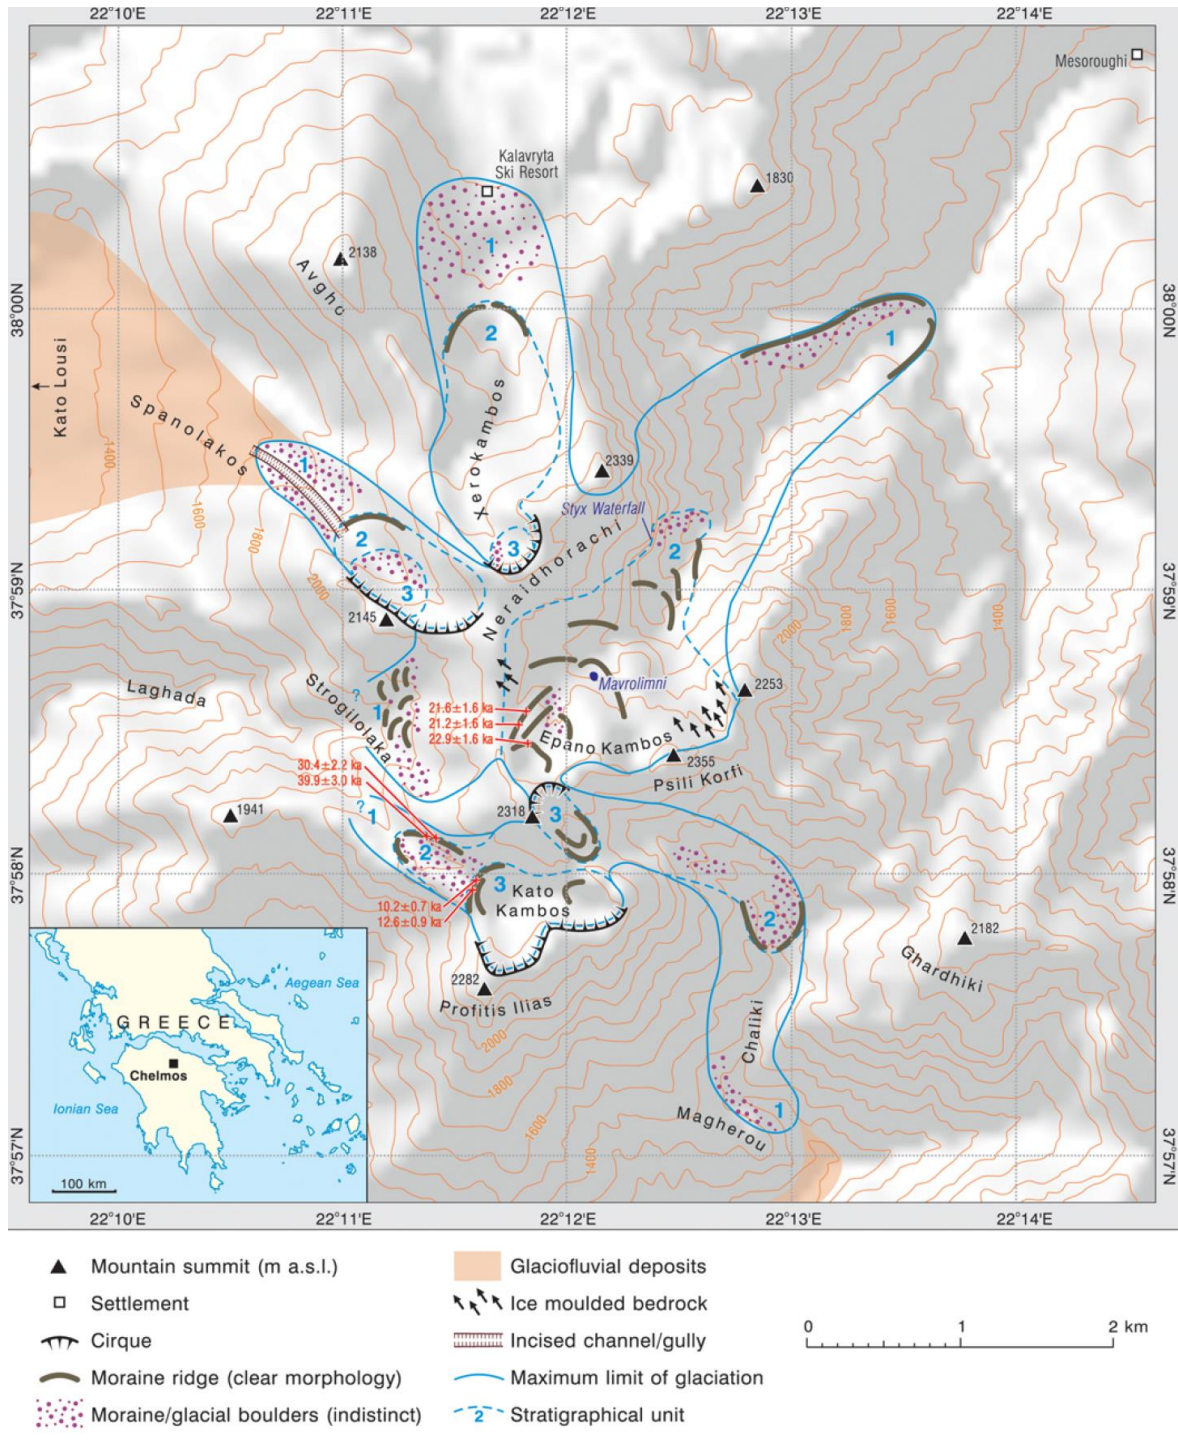 22°10'E
22°11'E
22°12'E
22°13'E
22°14'E
Mesoroughi
Kalavryta
Ski Resort
1830
1
2138
Avgho
38°00'N
38°00'N
2
1
Kato Lousi
Spanolakos
1400
Xerokambos
1
2339
Styx Waterfall
1600
1800
2
3
2
Neraidhorachi
2000
3
37°59'N
37°59'N
2145
2000
1800
1600
1400
Laghada
Strogilolaka
?
1
Mavrolimni
2253
21.6±1.6 ka
21.2±1.6 ka
22.9±1.6 ka
Epano Kambos
2355
Psili Korfi
30.4±2.2 ka
39.9±3.0 ka
?
1
1941
2318
3
2
37°58'N
37°58'N
3
Kato
Kambos
10.2±0.7 ka
12.6±0.9 ka
2
2182
Ghardhiki
2282
Profitis Ilias
2000
1800
1600
1400
Chaliki
1
Magherou
37°57'N
37°57'N
Aegean Sea
GREECE
Chelmos
Ionian Sea
100 km
22°10'E
22°11'E
22°12'E
22°13'E
22°14'E
Mountain summit (m a.s.l.)
Settlement
Cirque
Moraine ridge (clear morphology)
Moraine/glacial boulders (indistinct)
Glaciofluvial deposits
Ice moulded bedrock
Incised channel/gully
Maximum limit of glaciation
2
Stratigraphical unit
0
1
2 km